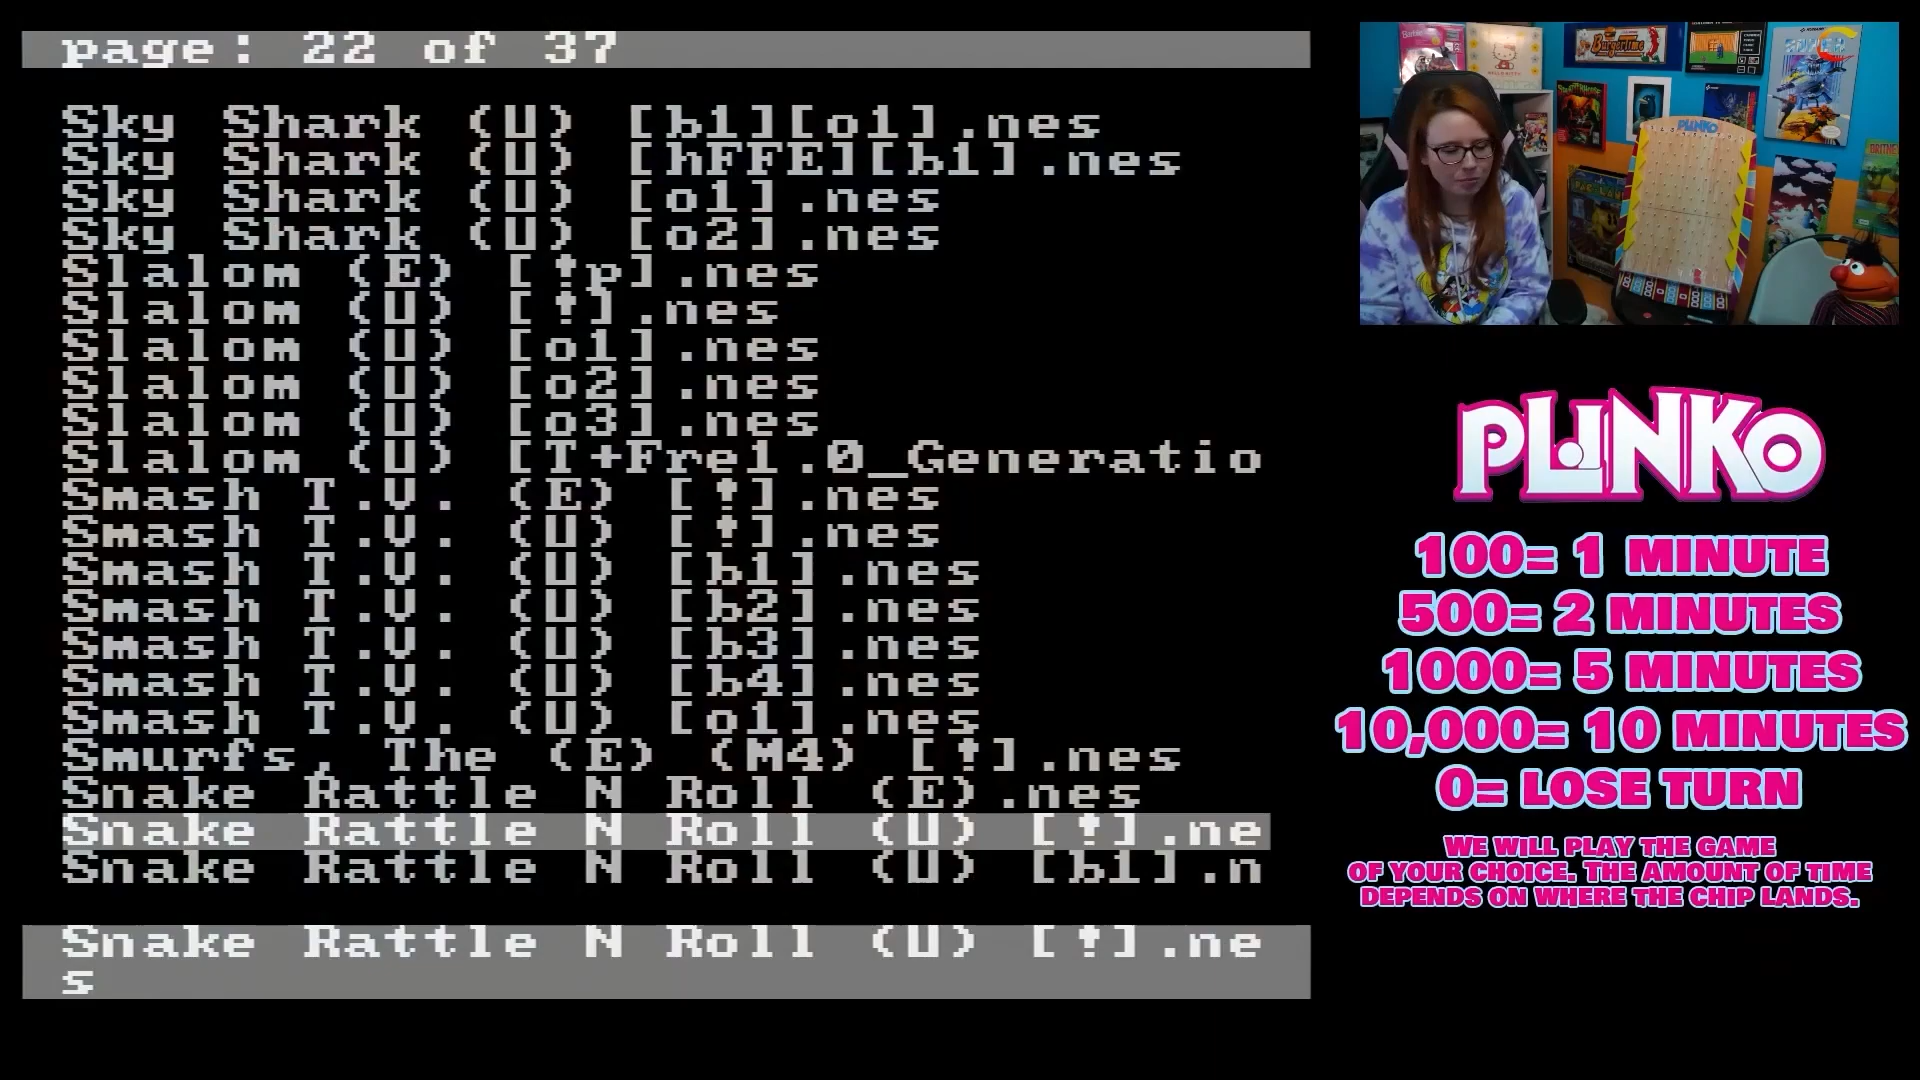 page: 22 of 37
Sky Shark (U) [b1][o1].nes
Sky Shark (U) [hFFE][b1].nes
Sky Shark (U) [o1].nes
Sky Shark (U) [o2].nes
Slalom (E) [!p].nes
Slalom (U) [!].nes
Slalom (U) [o1].nes
Slalom (U) [o2].nes
Slalom (U) [o3].nes
Slalom (U) [T+Fre1.0_Generatio
Smash T.V. (E) [!].nes
Smash T.V. (U) [!].nes
Smash T.V. (U) [b1].nes
Smash T.V. (U) [b2].nes
Smash T.V. (U) [b3].nes
Smash T.V. (U) [b4].nes
Smash T.V. (U) [o1].nes
Smurfs, The (E) (M4) [!].nes
Snake Rattle N Roll (E).nes
Snake Rattle N Roll (U) [!].ne
Snake Rattle N Roll (U) [b1].n
Snake Rattle N Roll (U) [!].ne
s
BurgerTime
PLINKO
PLINKO
100= 1 MINUTE
500= 2 MINUTES
1000= 5 MINUTES
10,000= 10 MINUTES
0= LOSE TURN
WE WILL PLAY THE GAME
OF YOUR CHOICE. THE AMOUNT OF TIME
DEPENDS ON WHERE THE CHIP LANDS.